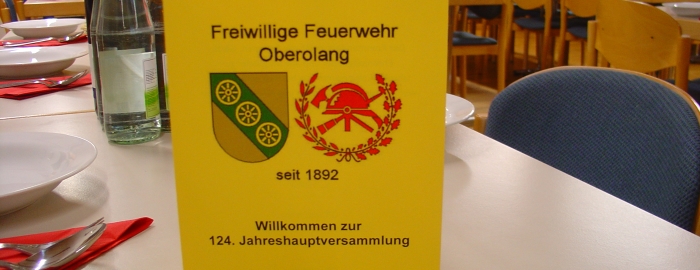 Freiwillige Feuerwehr
Oberolang
seit 1892
Willkommen zur
124. Jahreshauptversammlung